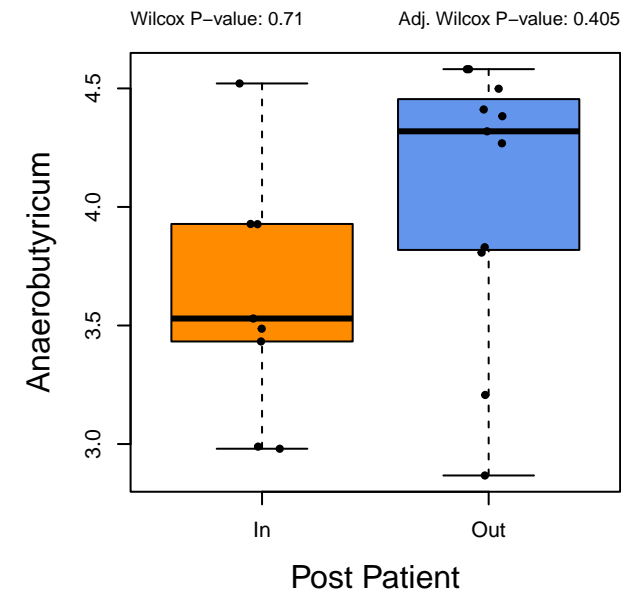 Wilcox P−value: 0.71
Adj. Wilcox P−value: 0.405
Anaerobutyricum
4.5
4.0
3.5
3.0
In
Out
Post Patient